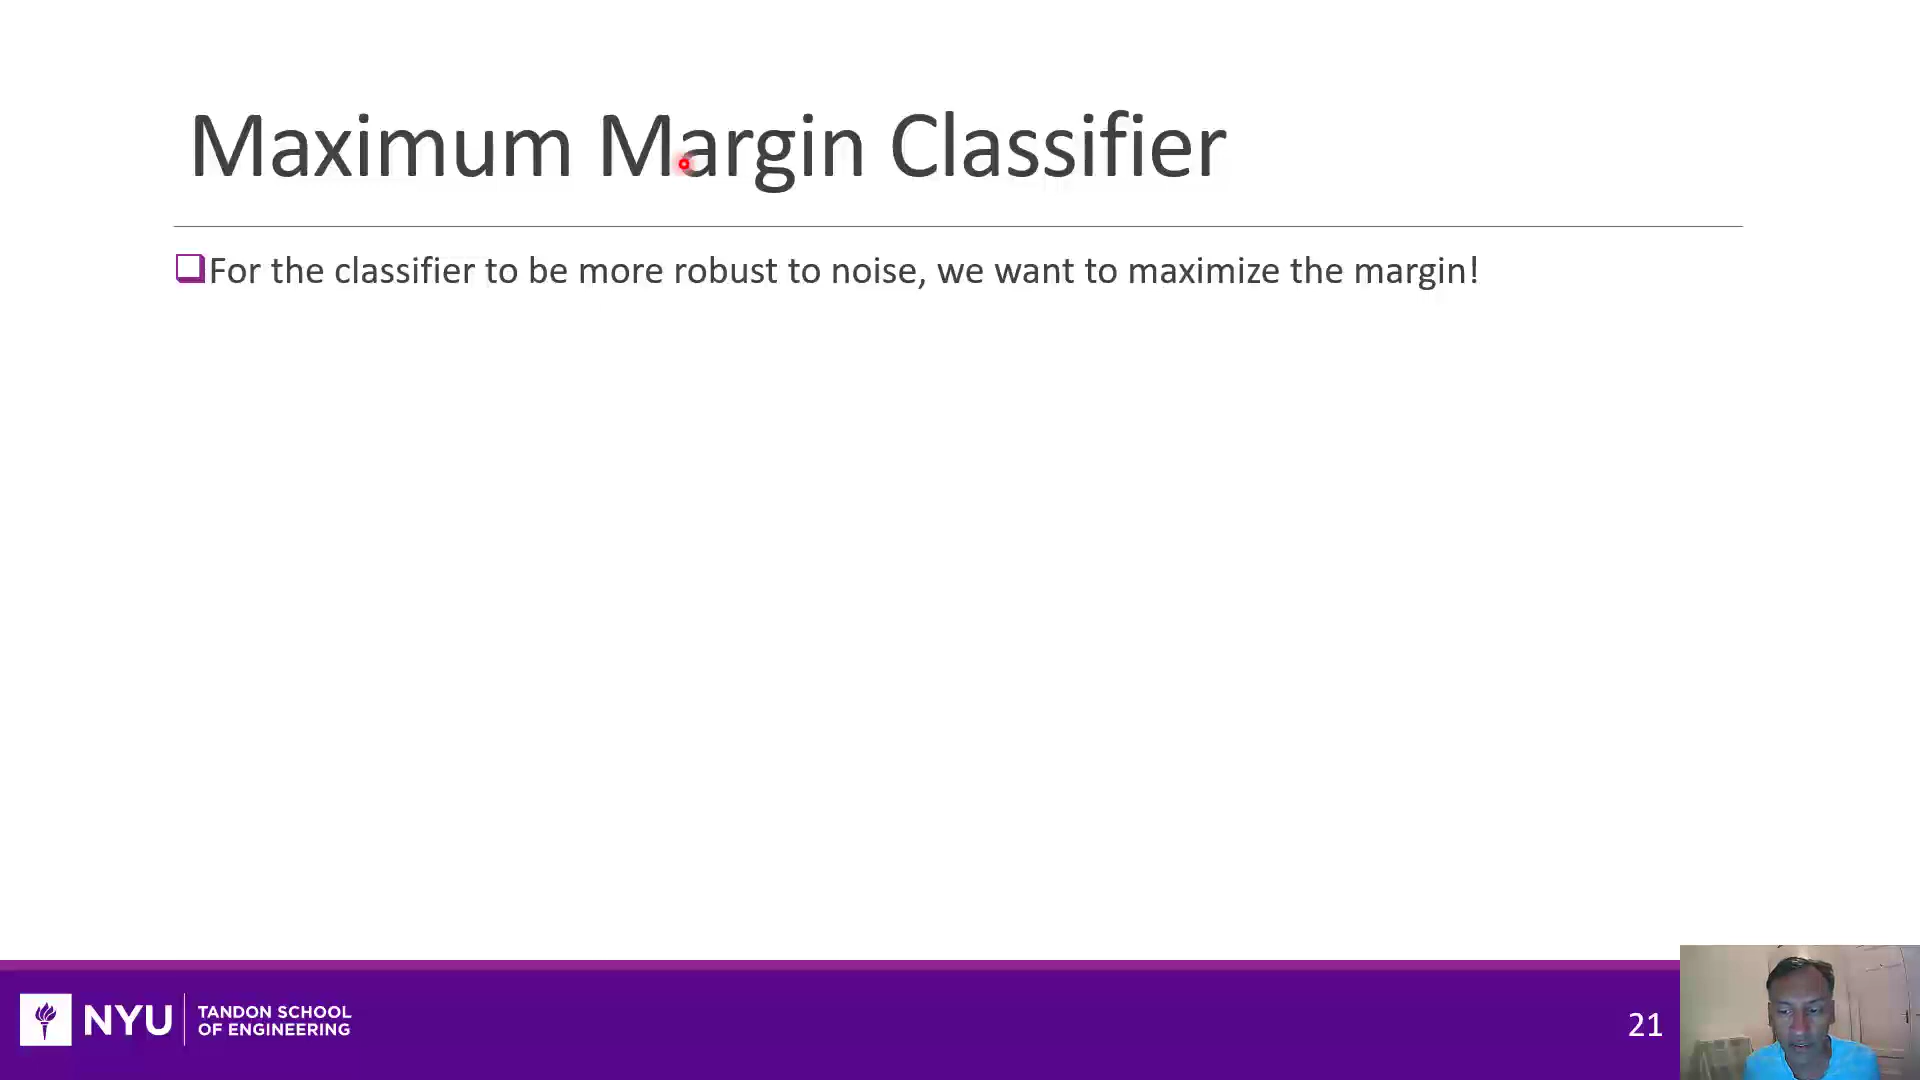 Maximum Margin Classifier
For the classifier to be more robust to noise, we want to maximize the margin!
NYU
TANDON SCHOOL
OF ENGINEERING
21